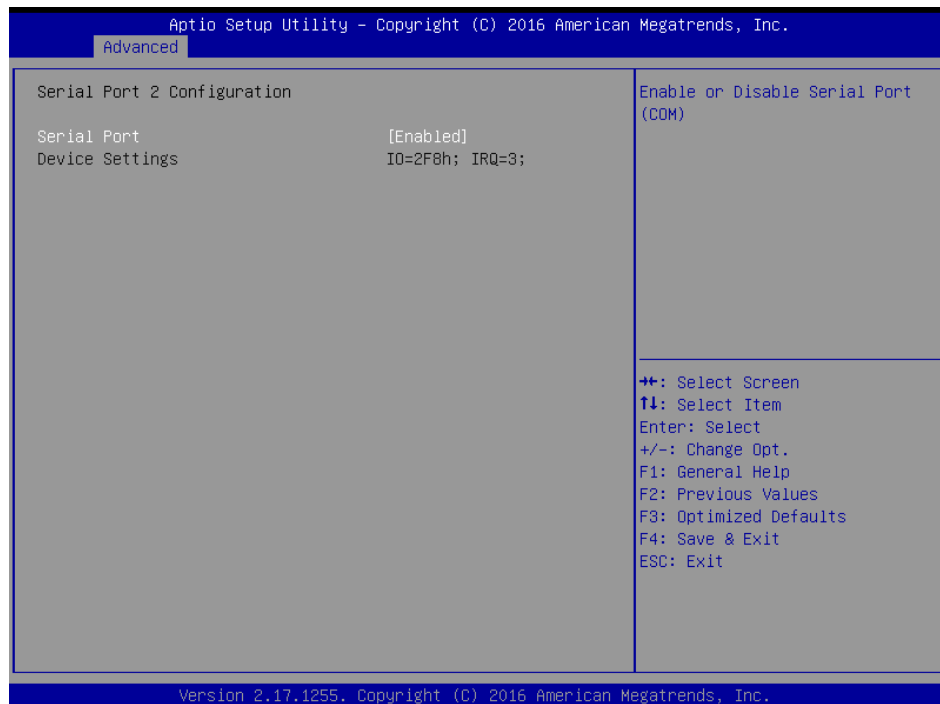 Aptio Setup Utility – Copyright (C) 2016 American Megatrends, Inc.
Advanced
Serial Port 2 Configuration
Serial Port [Enabled]
Device Settings IO=2F8h; IRQ=3;
Enable or Disable Serial Port
(COM)
→←: Select Screen
↑↓: Select Item
Enter: Select
+/-: Change Opt.
F1: General Help
F2: Previous Values
F3: Optimized Defaults
F4: Save & Exit
ESC: Exit
Version 2.17.1255. Copyright (C) 2016 American Megatrends, Inc.